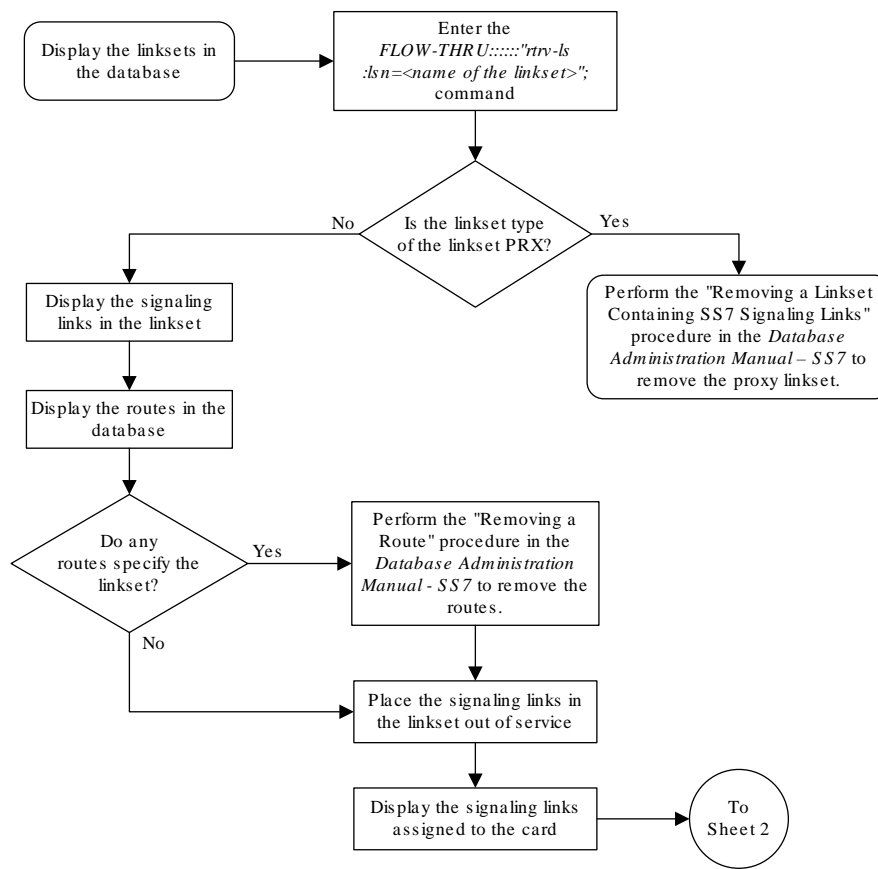 Display the linksets in
the database
Enter the
FLOW-THRU::::::"rtrv-ls
:lsn=<name of the linkset>";
command
Is the linkset type
of the linkset PRX?
No
Yes
Display the signaling
links in the linkset
Perform the "Removing a Linkset
Containing SS7 Signaling Links"
procedure in the Database
Administration Manual – SS7 to
remove the proxy linkset.
Display the routes in the
database
Do any
routes specify the
linkset?
Yes
No
Perform the "Removing a
Route" procedure in the
Database Administration
Manual - SS7 to remove the
routes.
Place the signaling links in
the linkset out of service
Display the signaling links
assigned to the card
To
Sheet 2